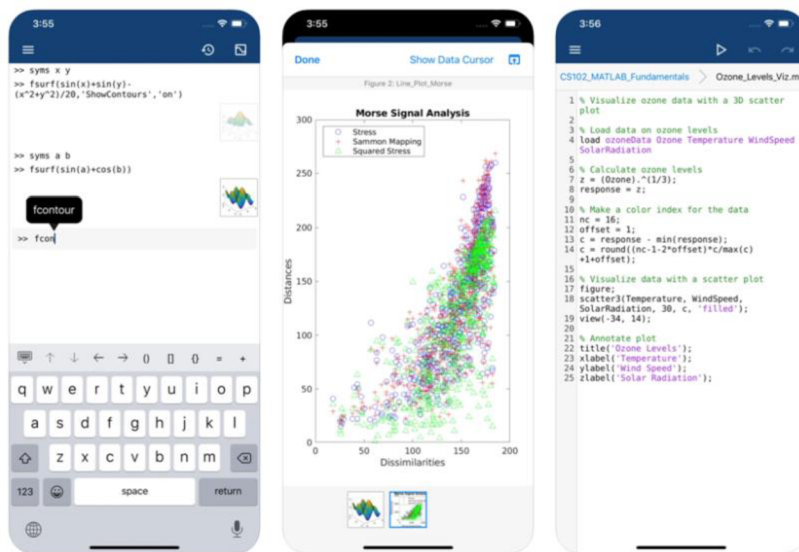 3:55
>> syms x y
>> fsurf(sin(x)+sin(y)-
(x^2+y^2)/20,'ShowContours','on')
>> syms a b
>> fsurf(sin(a)+cos(b))
fcontour
>> fcon
() [] {} = +
q w e r t y u i o p
a s d f g h j k l
z x c v b n m
123 space return
3:55
Done Show Data Cursor
Figure 2: Line_Plot_Morse
Morse Signal Analysis
Stress
Sammon Mapping
Squared Stress
300
250
200
150
100
50
0
Distances
0 50 100 150 200
Dissimilarities
3:56
CS102_MATLAB_Fundamentals > Ozone_Levels_Viz.m
1 % Visualize ozone data with a 3D scatter
plot
2
3 % Load data on ozone levels
4 load ozoneData Ozone Temperature WindSpeed
SolarRadiation
5
6 % Calculate ozone levels
7 z = (Ozone).^(1/3);
8 response = z;
9
10 % Make a color index for the data
11 nc = 16;
12 offset = 1;
13 c = response - min(response);
14 c = round((nc-1-2*offset)*c/max(c)
+1+offset);
15
16 % Visualize data with a scatter plot
17 figure;
18 scatter3(Temperature, WindSpeed,
SolarRadiation, 30, c, 'filled');
19 view(-34, 14);
20
21 % Annotate plot
22 title('Ozone Levels');
23 xlabel('Temperature');
24 ylabel('Wind Speed');
25 zlabel('Solar Radiation');